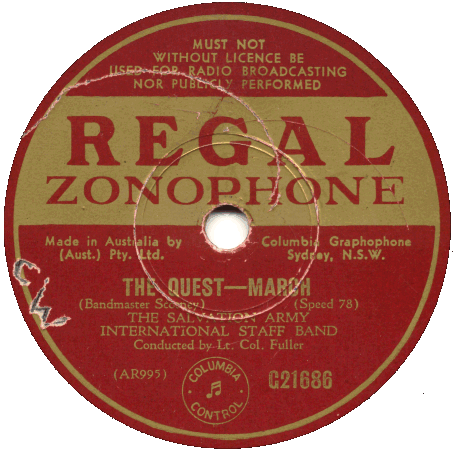 MUST NOT
WITHOUT LICENCE BE
USED FOR RADIO BROADCASTING
NOR PUBLICLY PERFORMED
REGAL
ZONOPHONE
Made in Australia by Columbia Graphophone
(Aust.) Pty. Ltd. Sydney, N.S.W.
THE QUEST—MARCH
(Bandmaster ) (Speed 78)
THE SALVATION ARMY
INTERNATIONAL STAFF BAND
Conducted by Lt. Col. Fuller
(AR995)
COLUMBIA
CONTROL
G21686
CW